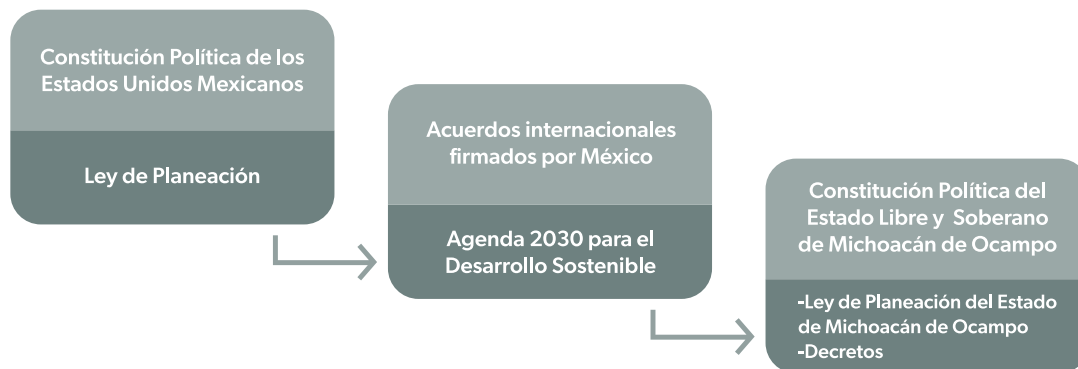 Constitución Política de los
Estados Unidos Mexicanos
Ley de Planeación
Acuerdos internacionales
firmados por México
Agenda 2030 para el
Desarrollo Sostenible
Constitución Política del
Estado Libre y Soberano
de Michoacán de Ocampo
-Ley de Planeación del Estado
de Michoacán de Ocampo
-Decretos